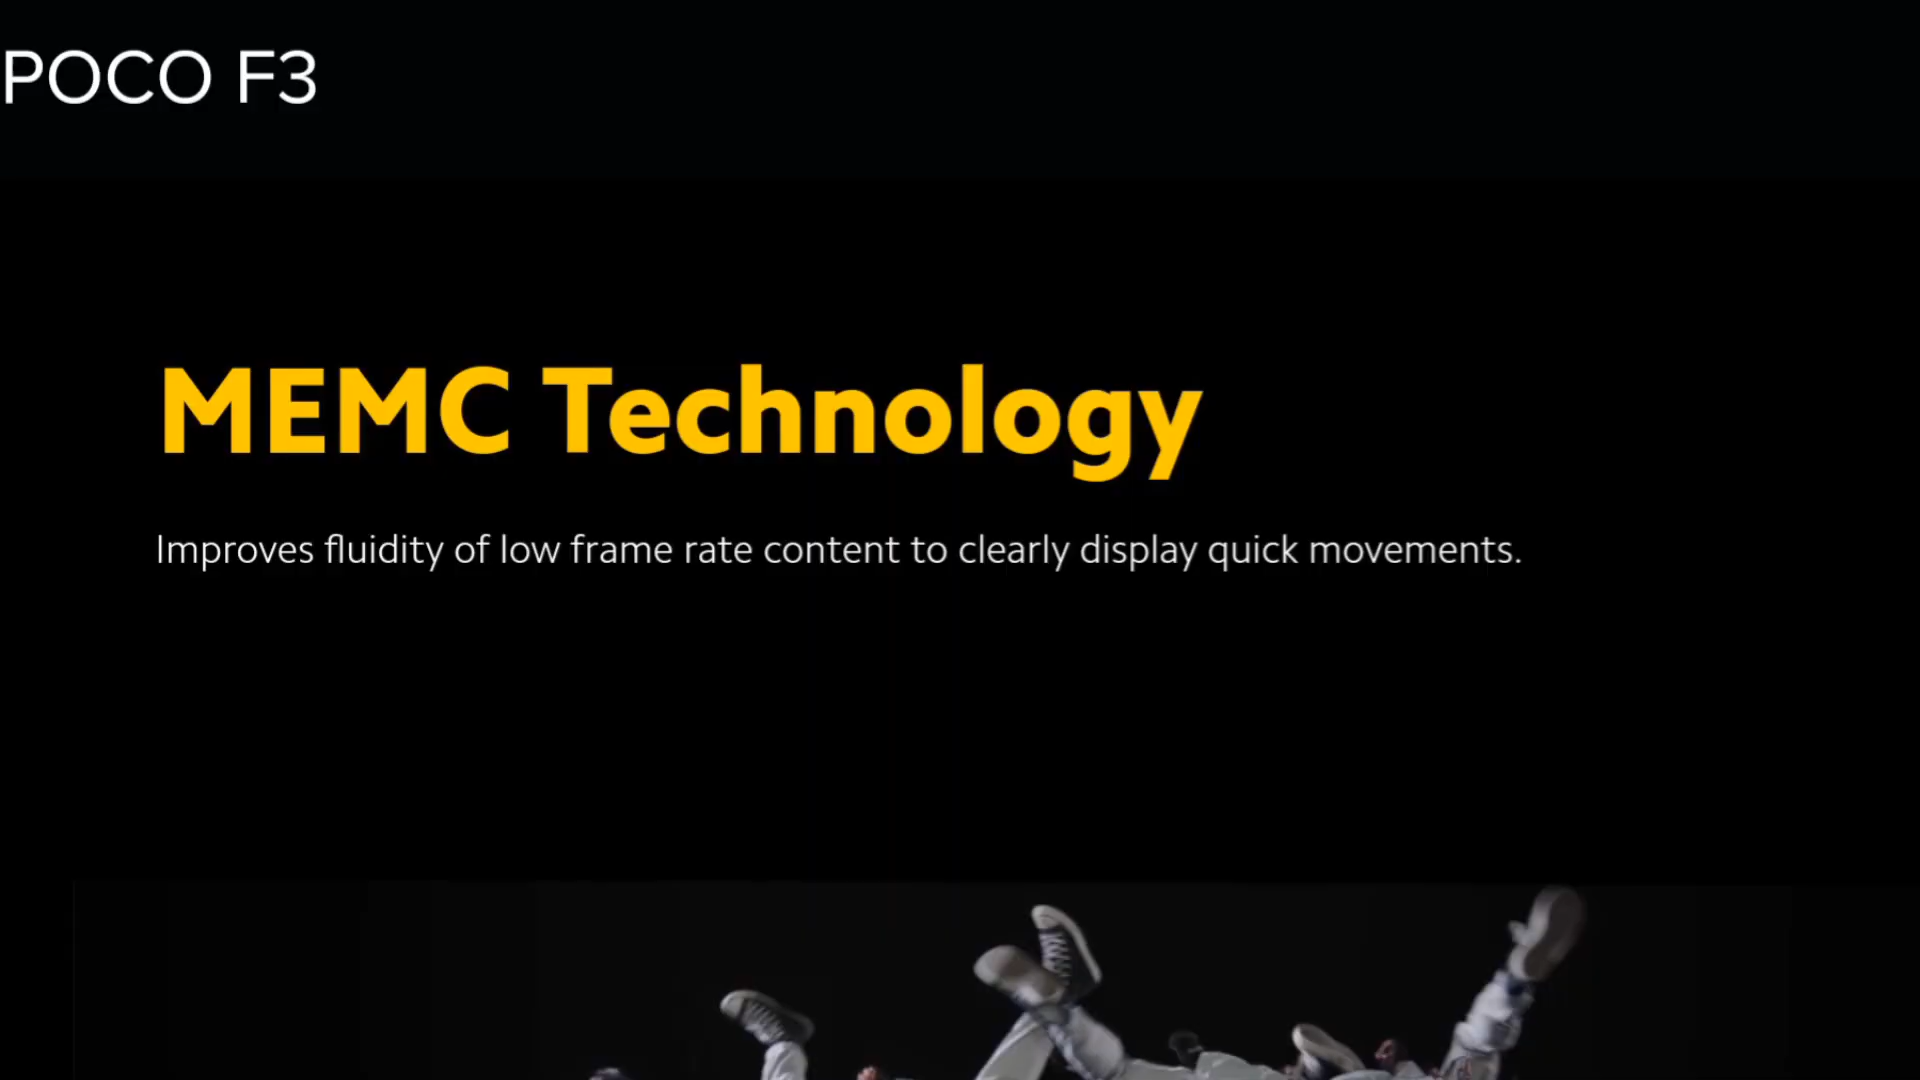 POCO F3
MEMC Technology
Improves fluidity of low frame rate content to clearly display quick movements.